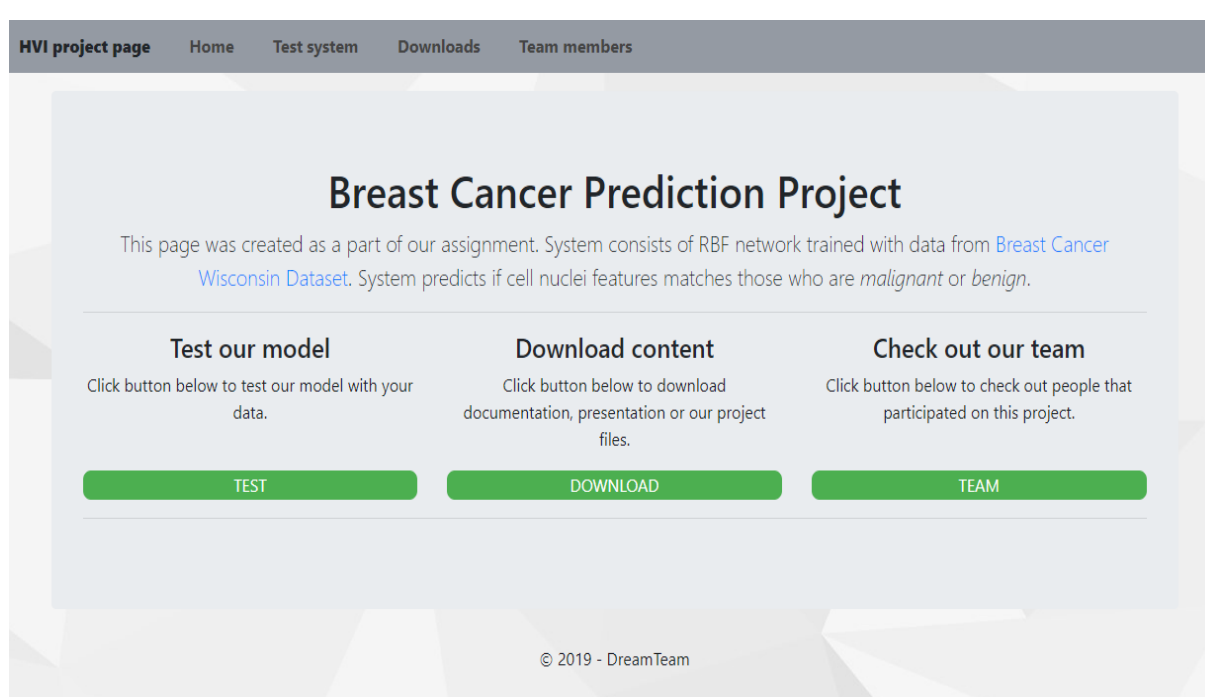 HVI project page Home Test system Downloads Team members
Breast Cancer Prediction Project
This page was created as a part of our assignment. System consists of RBF network trained with data from Breast Cancer
Wisconsin Dataset. System predicts if cell nuclei features matches those who are malignant or benign.
Test our model
Click button below to test our model with your
data.
TEST
Download content
Click button below to download
documentation, presentation or our project
files.
DOWNLOAD
Check out our team
Click button below to check out people that
participated on this project.
TEAM
© 2019 - DreamTeam